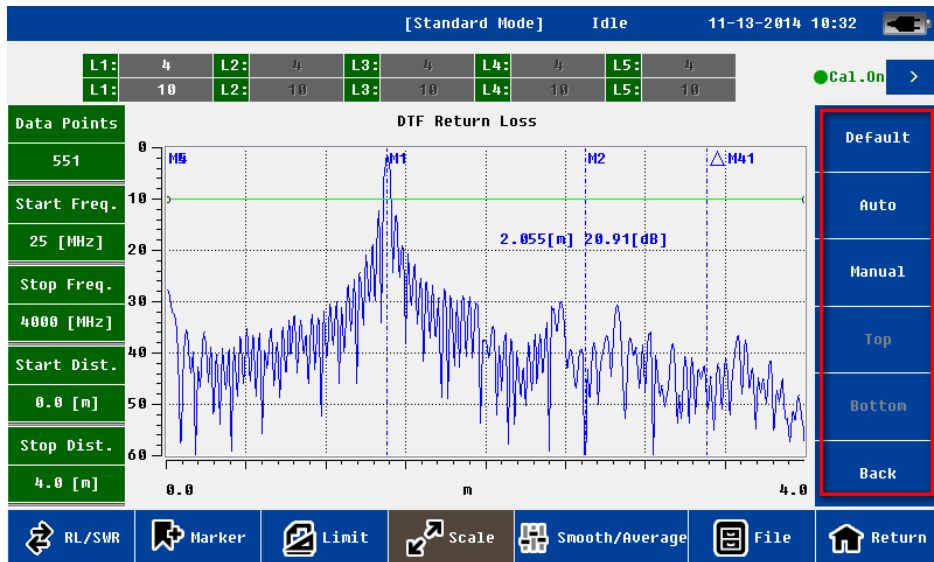 [Standard Mode] Idle 11-13-2014 10:32
L1: 4 L2: 4 L3: 4 L4: 4 L5: 4
L1: 10 L2: 10 L3: 10 L4: 10 L5: 10
Cal.On >
Data Points
551
Start Freq.
25 [MHz]
Stop Freq.
4000 [MHz]
Start Dist.
0.0 [m]
Stop Dist.
4.0 [m]
DTF Return Loss
0
10
20
30
40
50
60
M1
M2
△M41
2.055[m] 20.91[dB]
0.0 m 4.0
Default
Auto
Manual
Top
Bottom
Back
RL/SWR Marker Limit Scale Smooth/Average File Return